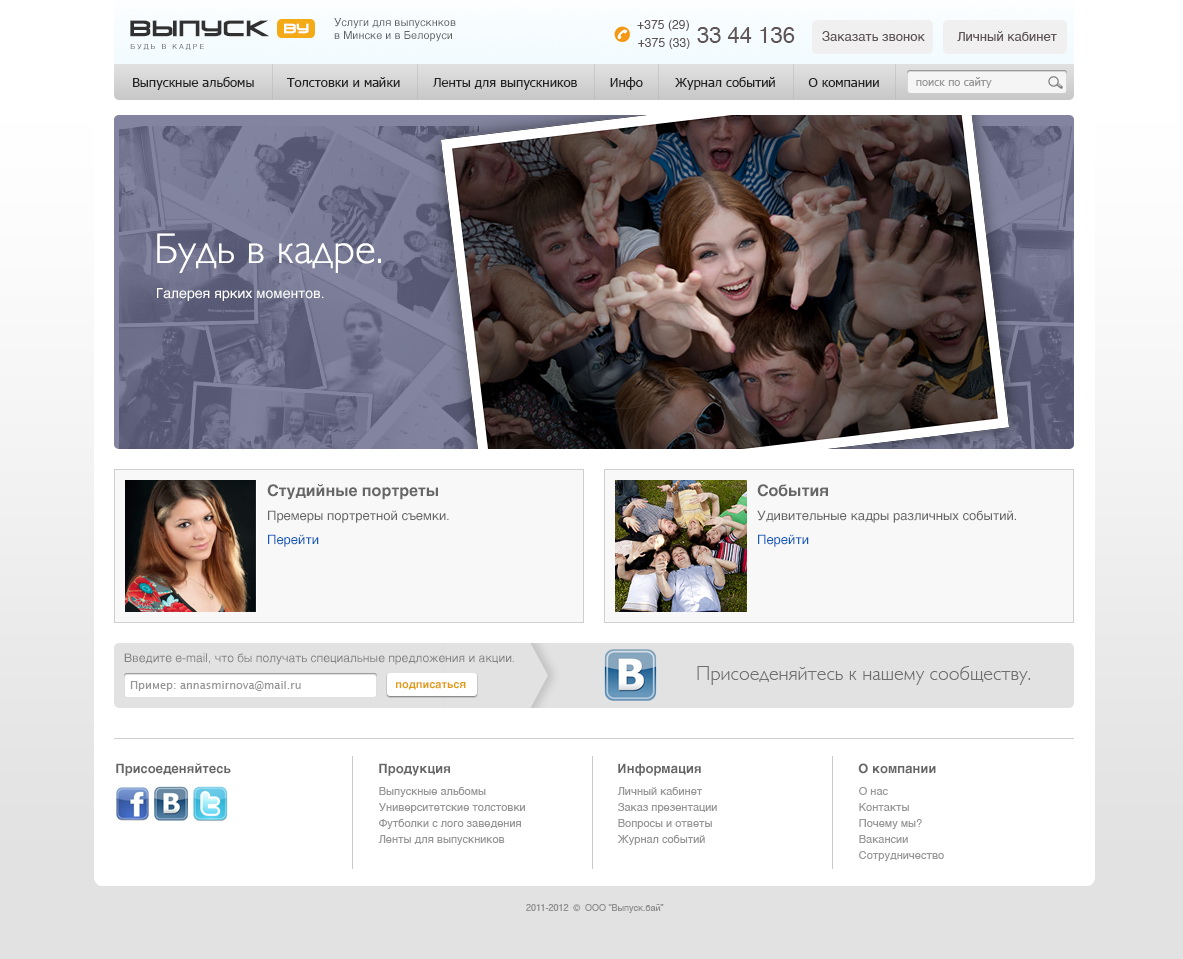 ВЫПУСК BY
БУДЬ В КАДРЕ
Услуги для выпускнков
в Минске и в Белоруси
+375 (29)
+375 (33)
33 44 136
Заказать звонок
Личный кабинет
Выпускные альбомы
Толстовки и майки
Ленты для выпускников
Инфо
Журнал событий
О компании
поиск по сайту
Будь в кадре.
Галерея ярких моментов.
Студийные портреты
Премеры портретной съемки.
Перейти
События
Удивительные кадры различных событий.
Перейти
Введите e-mail, что бы получать специальные предложения и акции.
Пример: annasmirnova@mail.ru
подписаться
В
Присоеденяйтесь к нашему сообществу.
Присоеденяйтесь
f В t
Продукция
Выпускные альбомы
Университетские толстовки
Футболки с лого заведения
Ленты для выпускников
Информация
Личный кабинет
Заказ презентации
Вопросы и ответы
Журнал событий
О компании
О нас
Контакты
Почему мы?
Вакансии
Сотрудничество
2011-2012 © ООО "Выпуск.бай"